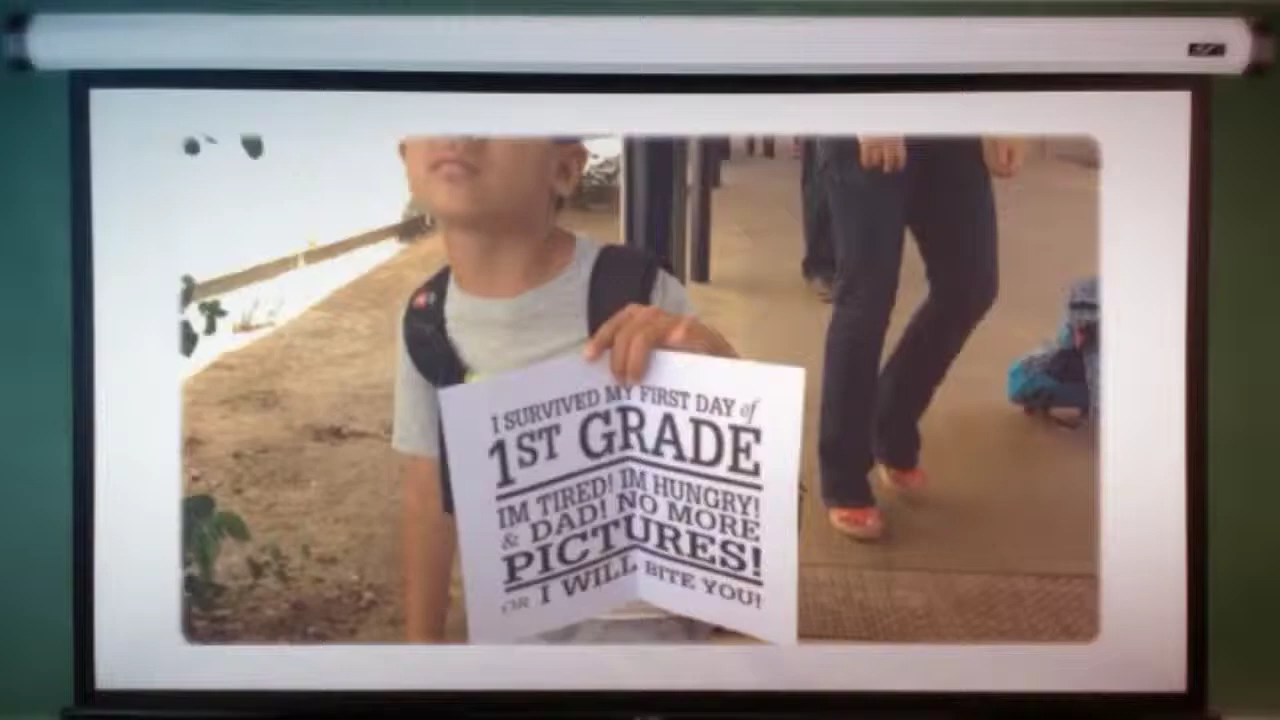 I SURVIVED MY FIRST DAY of
1ST GRADE
IM TIRED! IM HUNGRY!
& DAD! NO MORE
PICTURES!
OR I WILL BITE YOU!